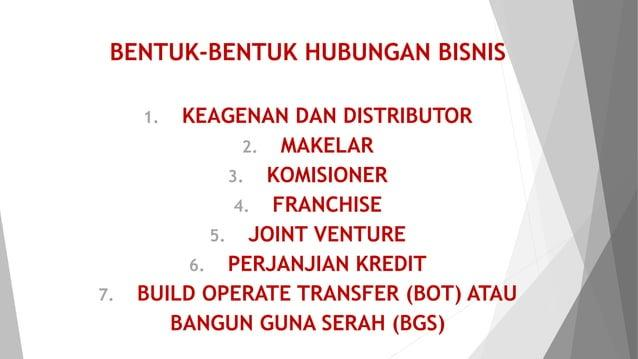 BENTUK-BENTUK HUBUNGAN BISNIS
1. KEAGENAN DAN DISTRIBUTOR
2. MAKELAR
3. KOMISIONER
4. FRANCHISE
5. JOINT VENTURE
6. PERJANJIAN KREDIT
7. BUILD OPERATE TRANSFER (BOT) ATAU
BANGUN GUNA SERAH (BGS)